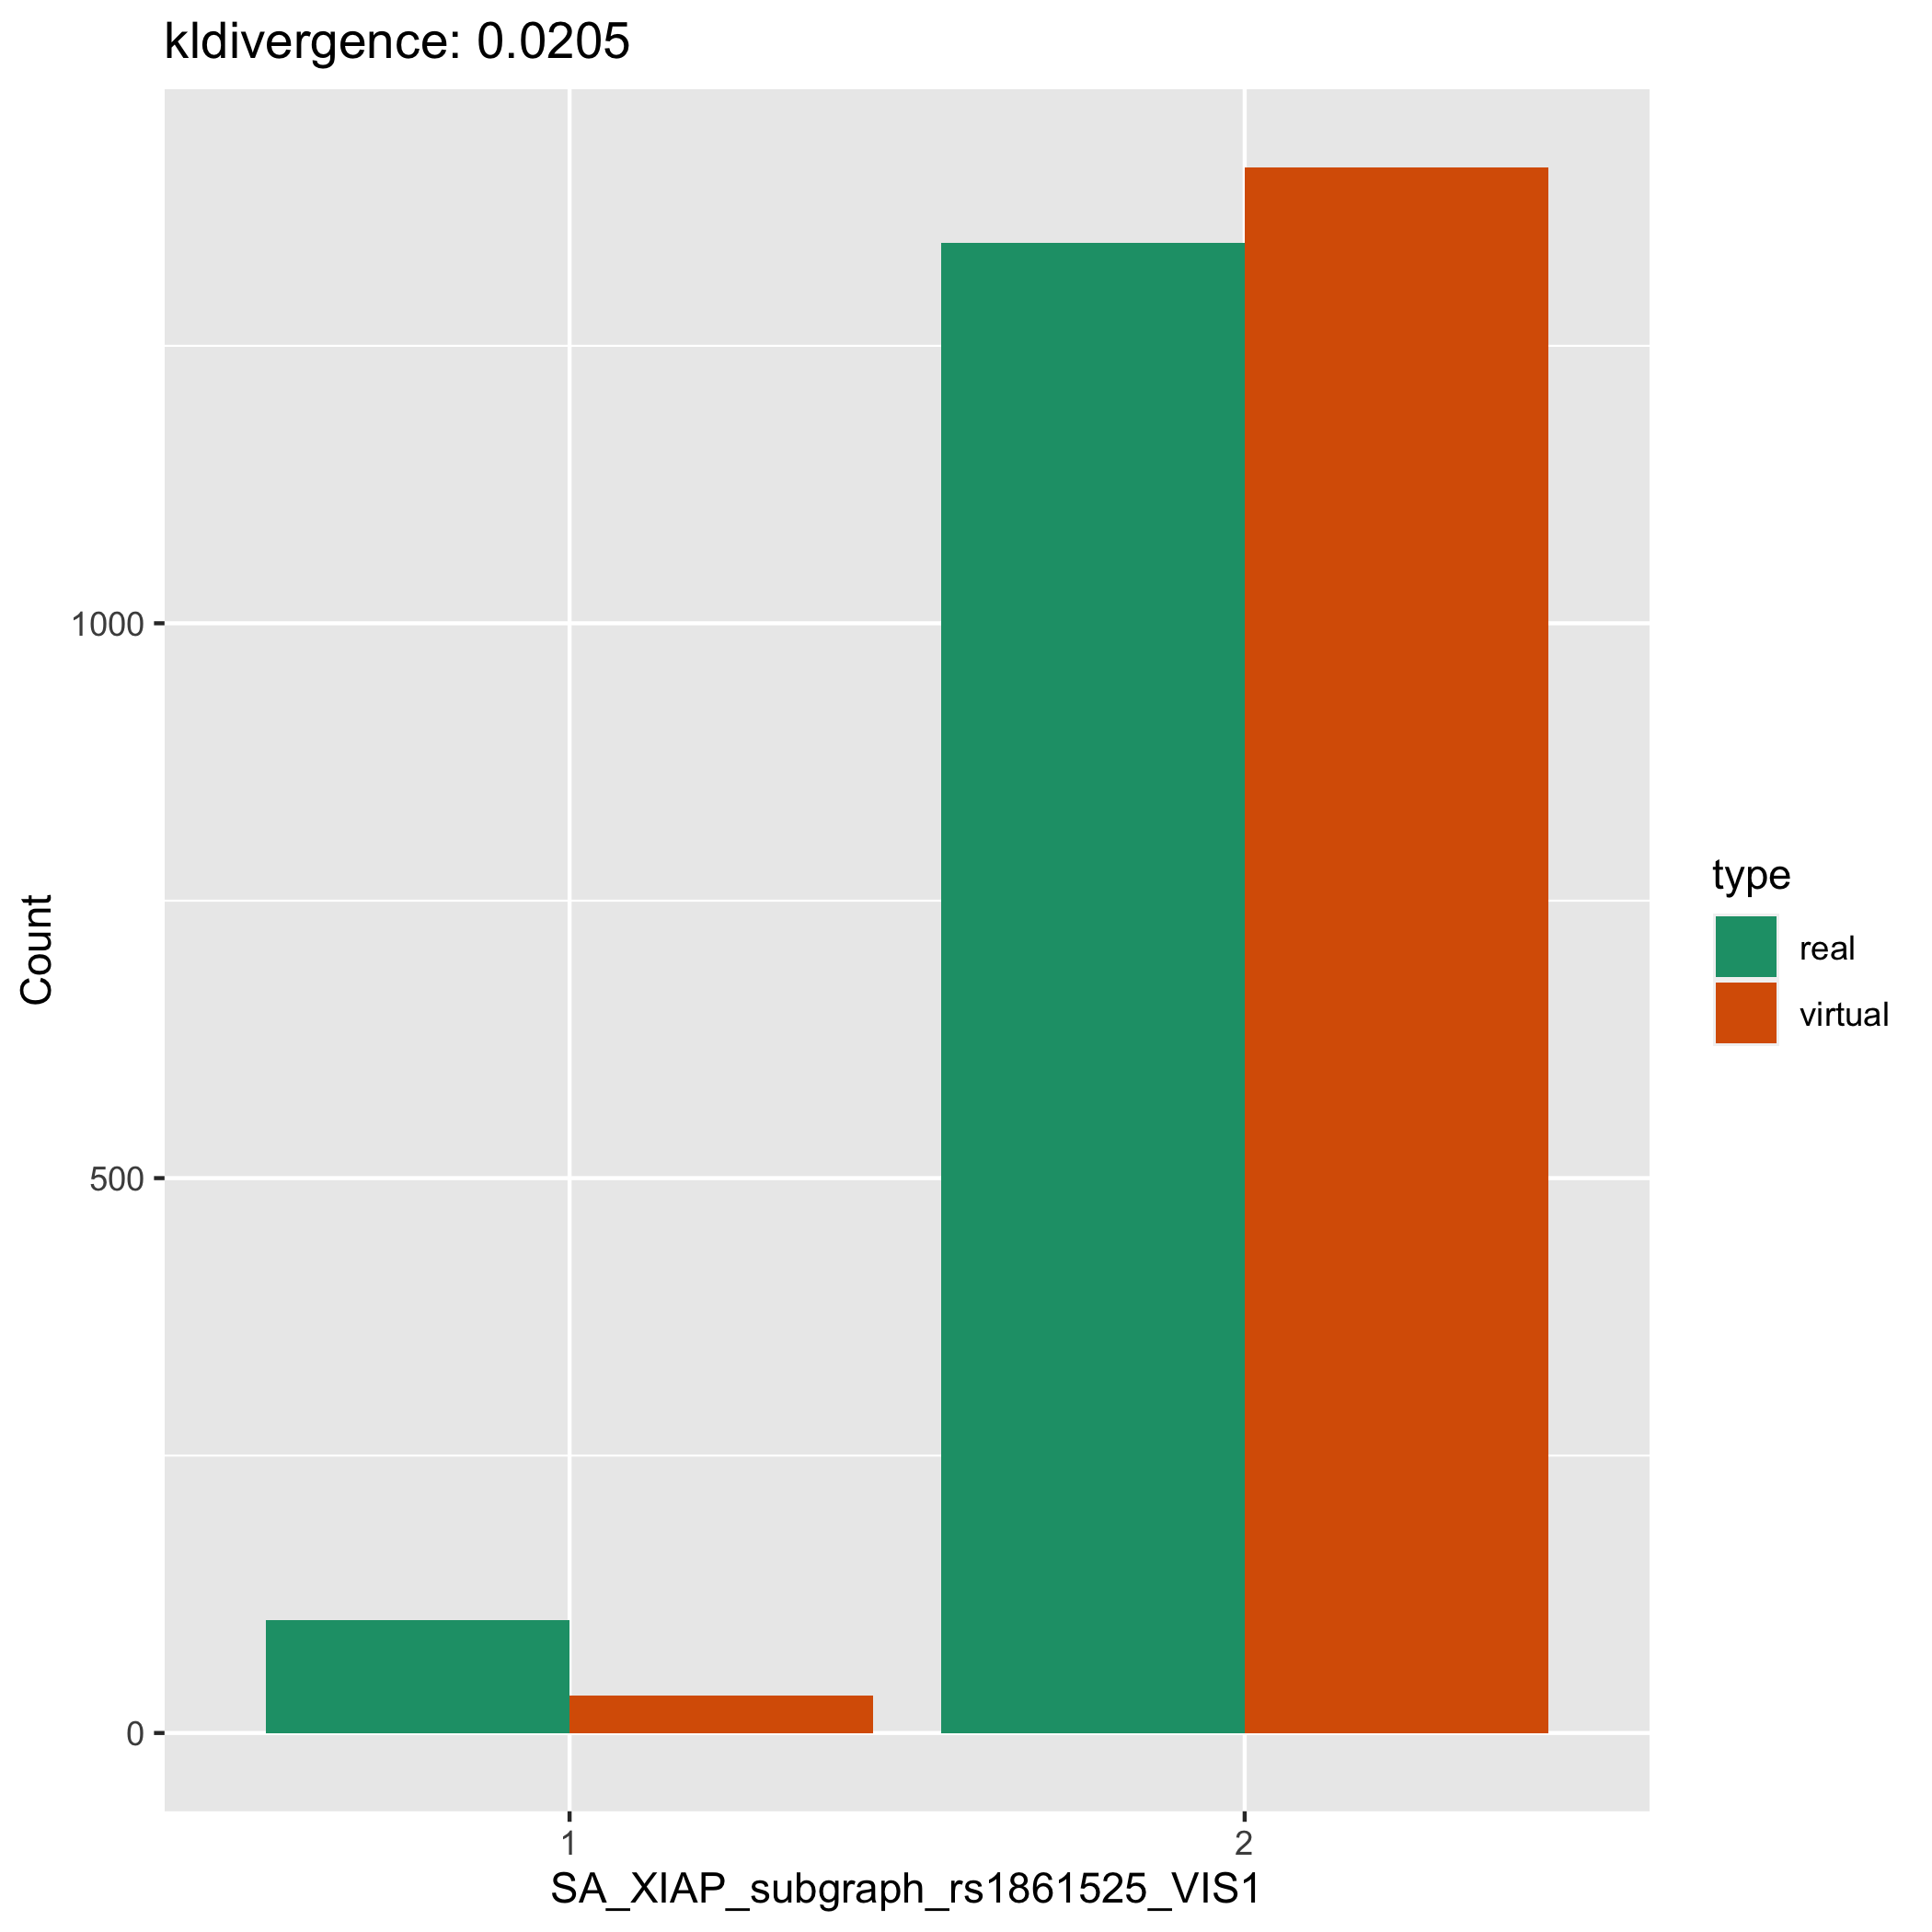 kldivergence: 0.0205
Count
1000
500
0
1
2
SA_XIAP_subgraph_rs1861525_VIS1
type
real
virtual